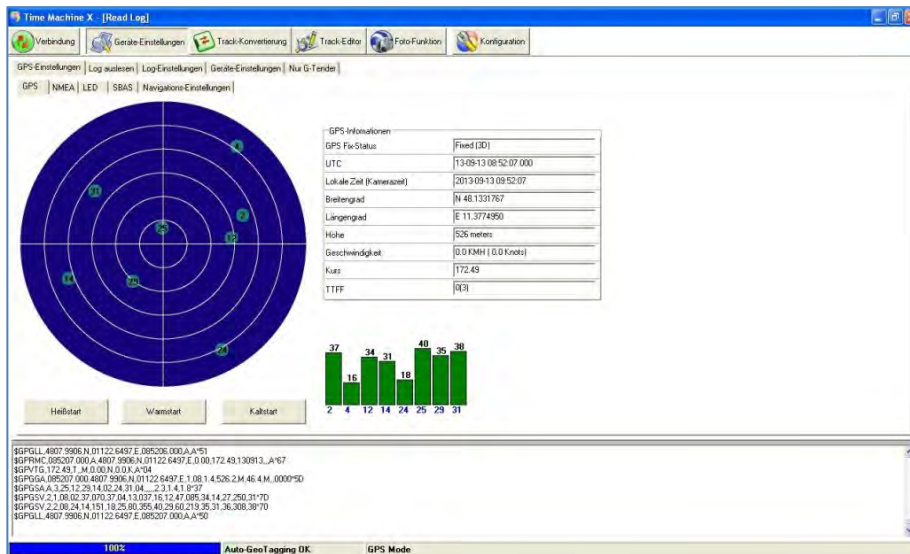 Time Machine X - [Read Log]
Verbindung Geräte-Einstellungen Track-Konvertierung Track-Editor Foto-Funktion Konfiguration
GPS-Einstellungen Log auslesen Log-Einstellungen Geräte-Einstellungen Nur G-Tender
GPS NMEA LED SBAS Navigations-Einstellungen
4
31
2
25
12
14
29
24
GPS-Infomationen
GPS Fix-Status Fixed (3D)
UTC 13-09-13 08:52:07.000
Lokale Zeit (Kamerazeit) 2013-09-13 09:52:07
Breitengrad N 48.1331767
Längengrad E 11.3774950
Höhe 526 meters
Geschwindigkeit 0.0 KMH ( 0.0 Knots)
Kurs 172.49
TTFF 0(3)
37 16 34 31 18 40 35 38
2 4 12 14 24 25 29 31
Heißstart Warmstart Kaltstart
$GPGLL,4807.9906,N,01122.6497,E,085206.000,A,A*51
$GPRMC,085207.000,A,4807.9906,N,01122.6497,E,0.00,172.49,130913,,,A*67
$GPVTG,172.49,T,,M,0.00,N,0.0,K,A*04
$GPGGA,085207.000,4807.9906,N,01122.6497,E,1,08,1.4,526.2,M,46.4,M,,0000*5D
$GPGSA,A,3,25,12,29,14,02,24,31,04,,,,,2.3,1.4,1.8*37
$GPGSV,2,1,08,02,37,070,37,04,13,037,16,12,47,085,34,14,27,250,31*7D
$GPGSV,2,2,08,24,14,151,18,25,80,355,40,29,60,219,35,31,36,308,38*70
$GPGLL,4807.9906,N,01122.6497,E,085207.000,A,A*50
100% Auto-GeoTagging OK GPS Mode